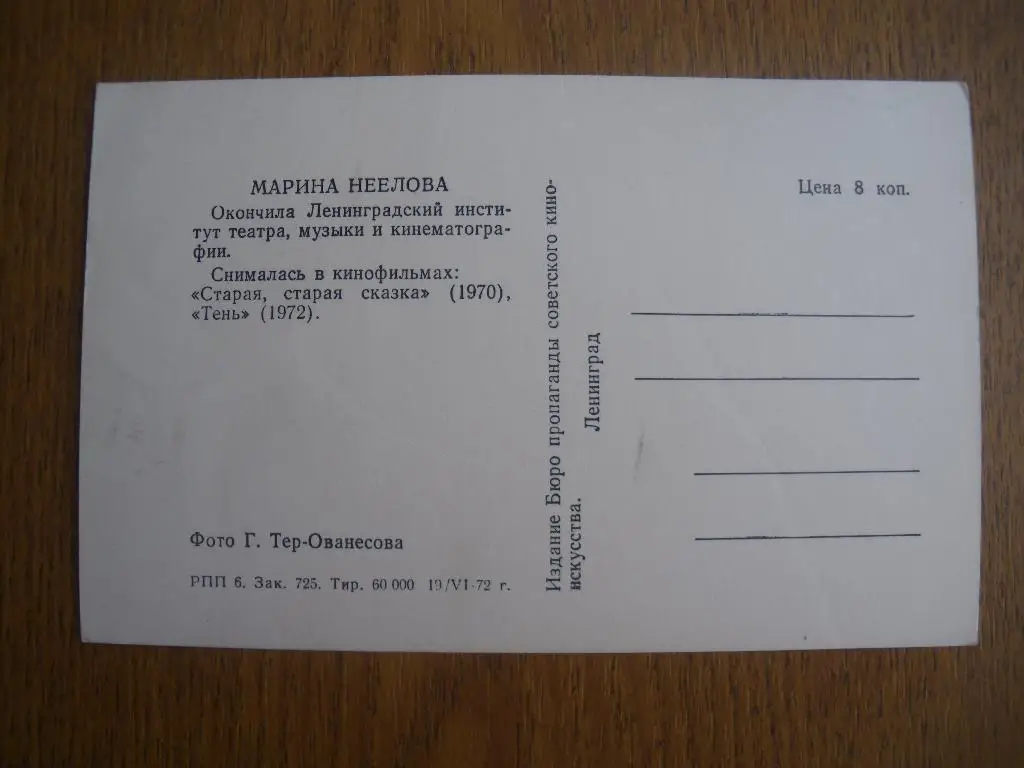 МАРИНА НЕЕЛОВА
Окончила Ленинградский инсти-
тут театра, музыки и кинематогра-
фии.
Снималась в кинофильмах:
«Старая, старая сказка» (1970),
«Тень» (1972).
Фото Г. Тер-Ованесова
РПП 6. Зак. 725. Тир. 60 000 19/VI-72 г.
Издание Бюро пропаганды советского кино-
искусства.
Ленинград
Цена 8 коп.